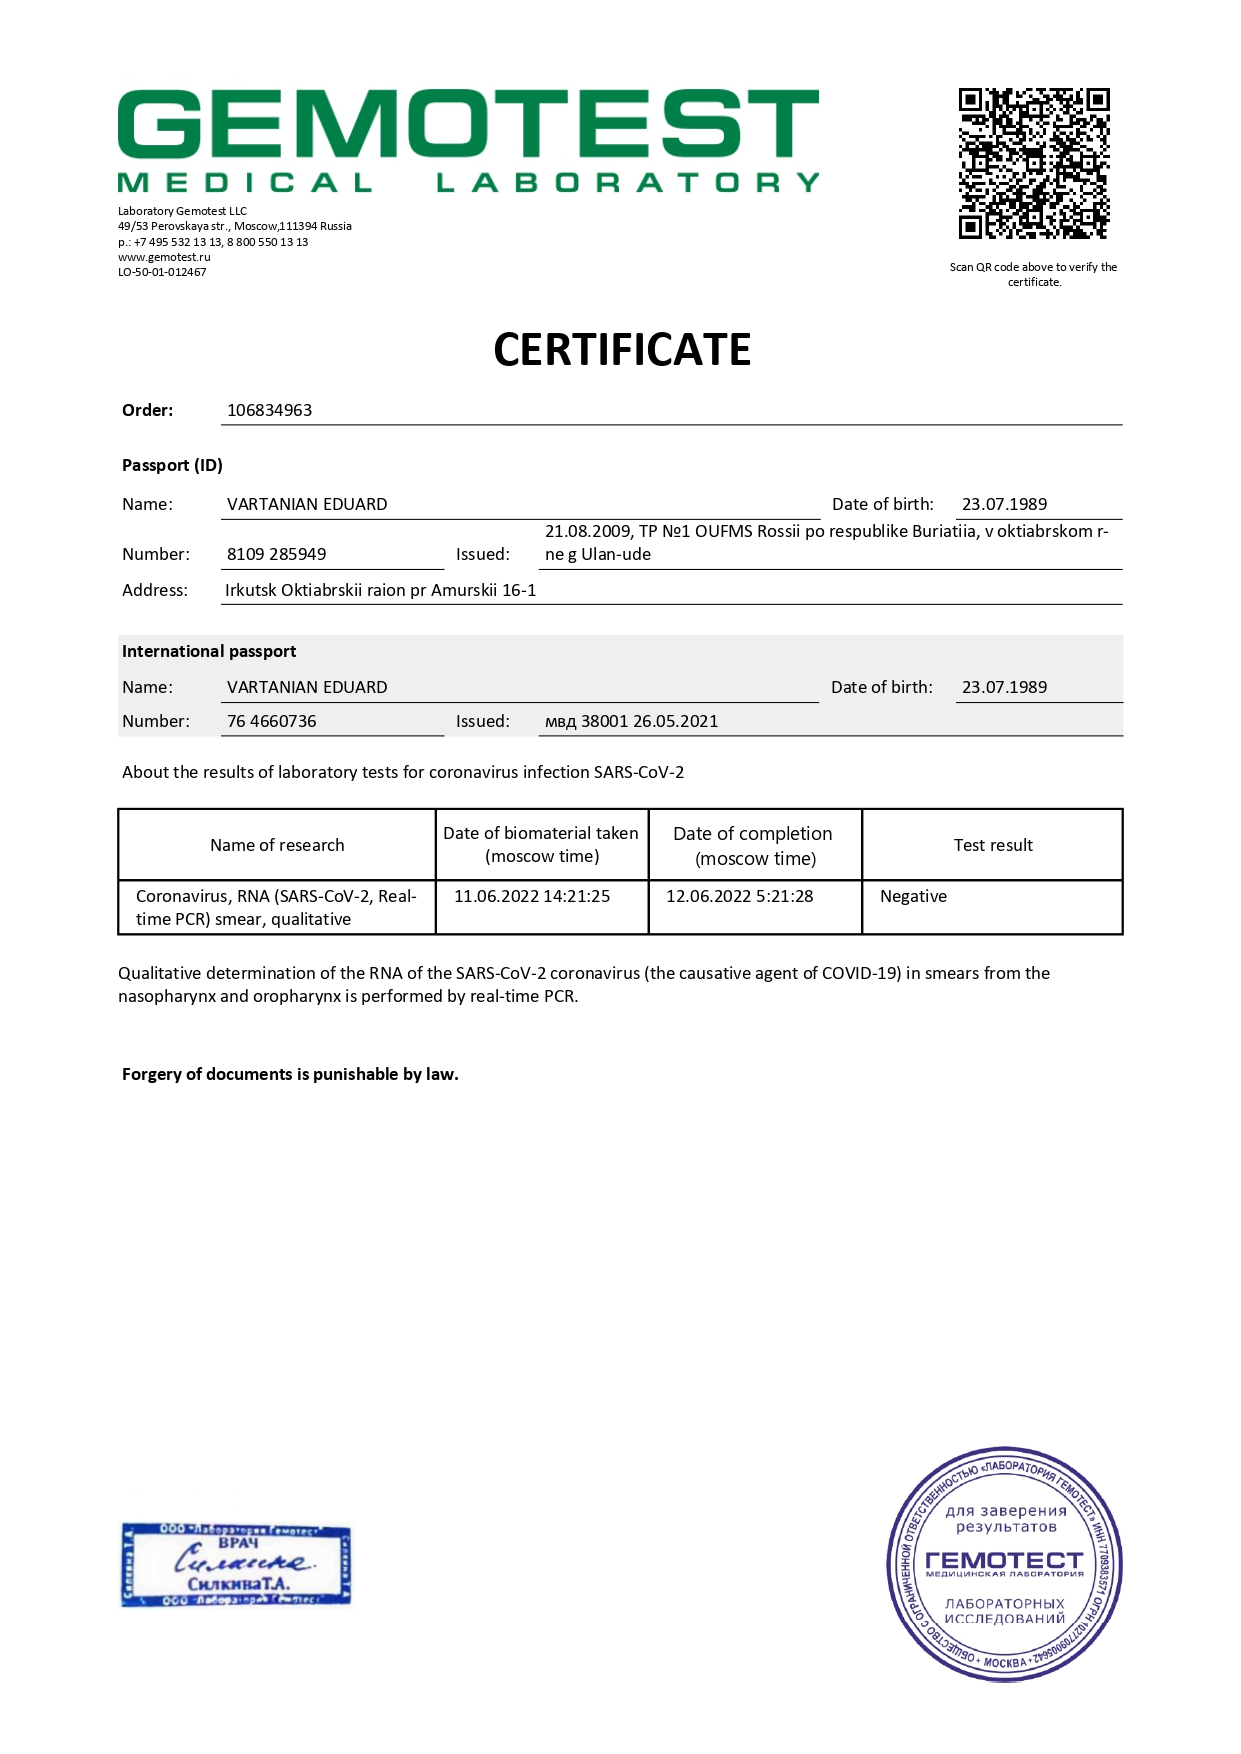 GEMOTEST
MEDICAL LABORATORY
Laboratory Gemotest LLC
49/53 Perovskaya str., Moscow,111394 Russia
p.: +7 495 532 13 13, 8 800 550 13 13
www.gemotest.ru
LO-50-01-012467
Scan QR code above to verify the
certificate.
CERTIFICATE
Order: 106834963
Passport (ID)
Name: VARTANIAN EDUARD Date of birth: 23.07.1989
Number: 8109 285949 Issued: 21.08.2009, TP №1 OUFMS Rossii po respublike Buriatiia, v oktiabrskom r-
ne g Ulan-ude
Address: Irkutsk Oktiabrskii raion pr Amurskii 16-1
International passport
Name: VARTANIAN EDUARD Date of birth: 23.07.1989
Number: 76 4660736 Issued: мвд 38001 26.05.2021
About the results of laboratory tests for coronavirus infection SARS-CoV-2
Name of research
Date of biomaterial taken
(moscow time)
Date of completion
(moscow time)
Test result
Coronavirus, RNA (SARS-CoV-2, Real-
time PCR) smear, qualitative
11.06.2022 14:21:25
12.06.2022 5:21:28
Negative
Qualitative determination of the RNA of the SARS-CoV-2 coronavirus (the causative agent of COVID-19) in smears from the
nasopharynx and oropharynx is performed by real-time PCR.
Forgery of documents is punishable by law.
ООО "Лаборатория Гемотест"
ВРАЧ
Силкина
Силкина Т.А.
ООО "Лаборатория Гемотест"
Силкина Т.А.
Силкина Т.А.
ОБЩЕСТВО С ОГРАНИЧЕННОЙ ОТВЕТСТВЕННОСТЬЮ «ЛАБОРАТОРИЯ ГЕМОТЕСТ» ИНН 7709383571 ОГРН 1027709005642 * МОСКВА *
для заверения
результатов
ГЕМОТЕСТ
МЕДИЦИНСКАЯ ЛАБОРАТОРИЯ
ЛАБОРАТОРНЫХ
ИССЛЕДОВАНИЙ